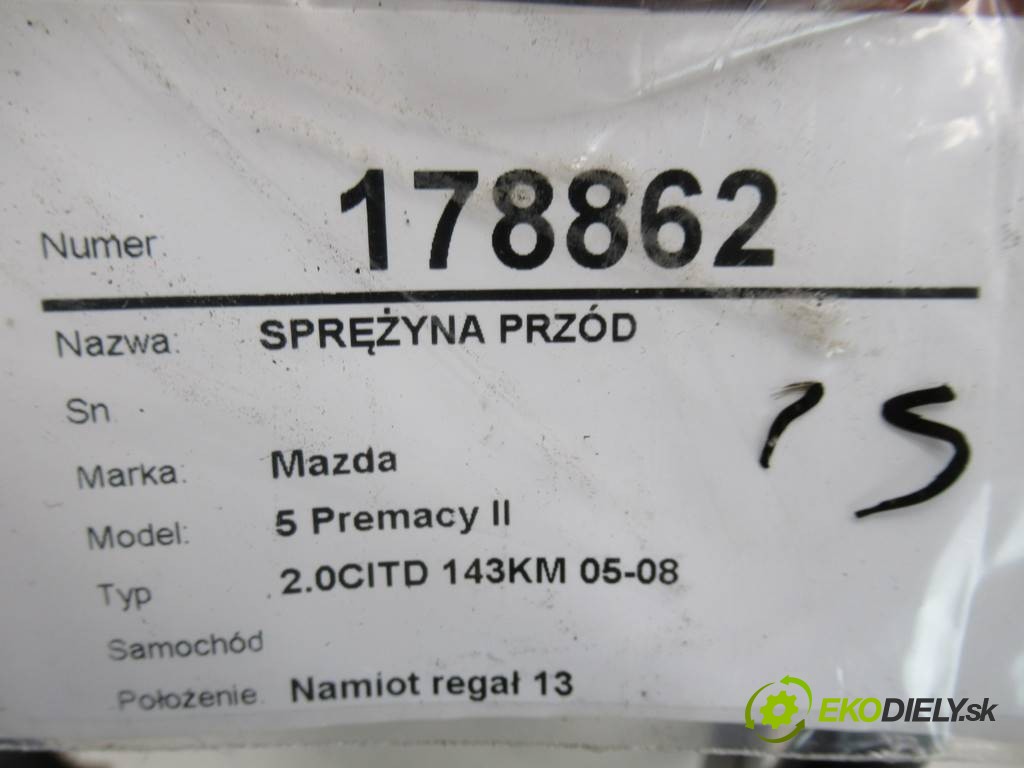 Numer: 178862
Nazwa: SPRĘŻYNA PRZÓD
Sn
Marka: Mazda
Model: 5 Premacy II
Typ 2.0CITD 143KM 05-08
Samochód
Położenie. Namiot regał 13
EKODIELY.sk